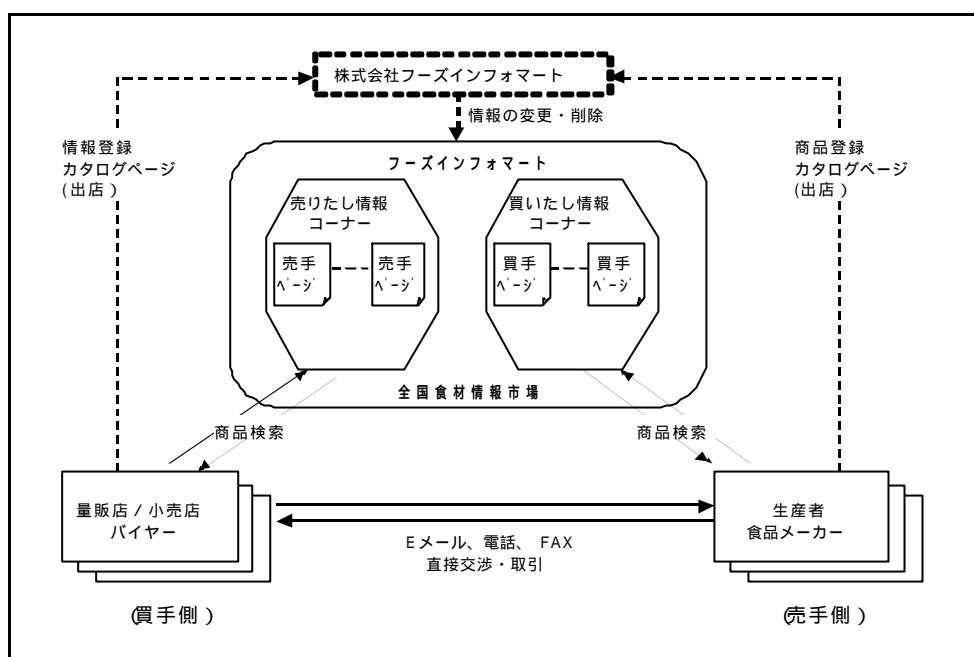 株式会社フーズインフォマート
情報の変更・削除
情報登録
カタログページ
(出店)
商品登録
カタログページ
(出店)
フーズインフォマート
売りたし情報
コーナー
買いたし情報
コーナー
売手
ページ
売手
ページ
買手
ページ
買手
ページ
全国食材情報市場
商品検索
商品検索
量販店/小売店
バイヤー
生産者
食品メーカー
Eメール、電話、 FAX
直接交渉・取引
(買手側)
(売手側)